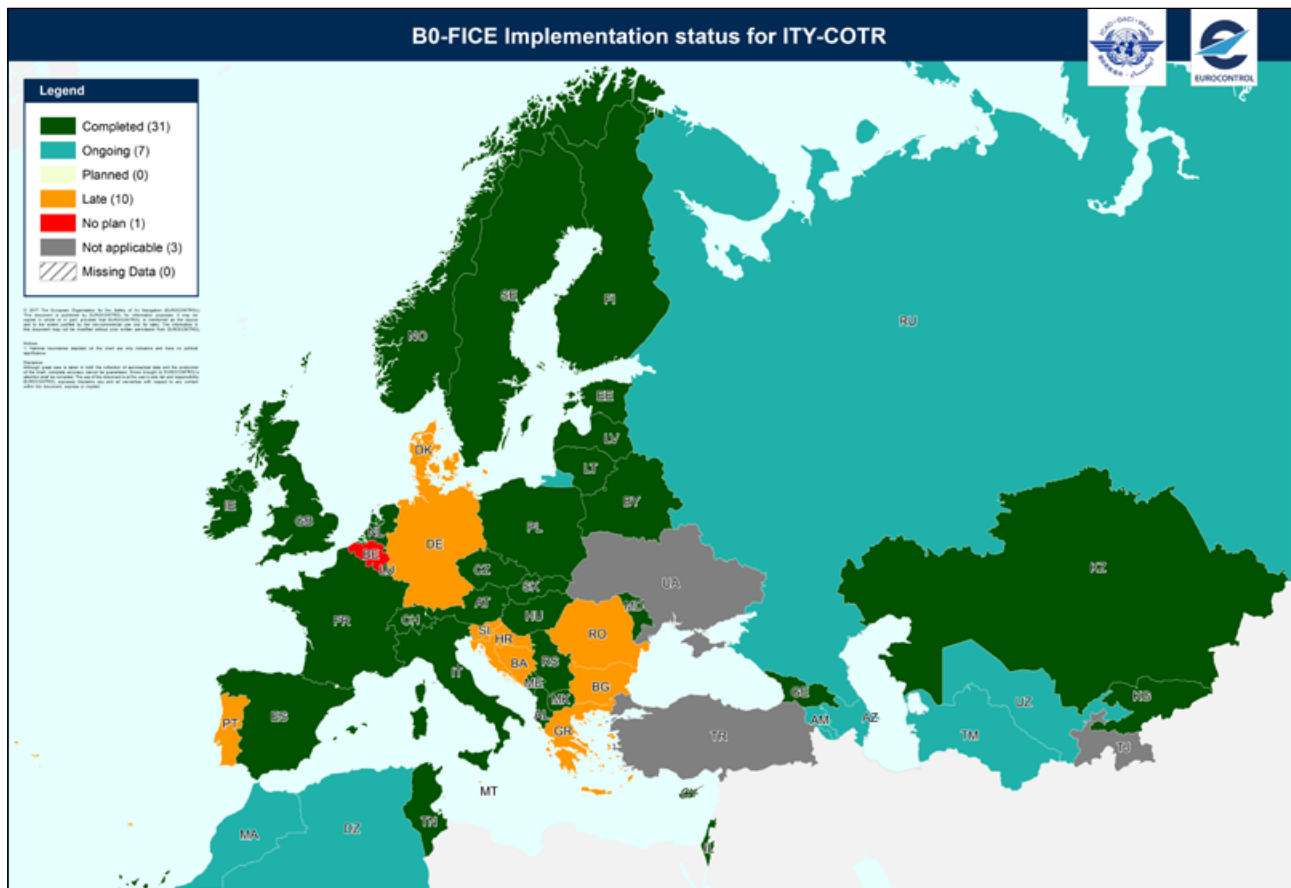 B0-FICE Implementation status for ITY-COTR
EUROCONTROL
Legend
Completed (31)
Ongoing (7)
Planned (0)
Late (10)
No plan (1)
Not applicable (3)
Missing Data (0)
NO
SE
FI
RU
EE
LV
LT
BY
DK
IE
GB
NL
BE
LU
DE
PL
CZ
SK
UA
KZ
FR
CH
AT
HU
MD
SI
HR
RO
IT
BA
RS
ME
BG
MK
AL
GE
UZ
KG
PT
ES
GR
TR
AM
AZ
TM
TJ
MT
CY
MA
DZ
TN
IL